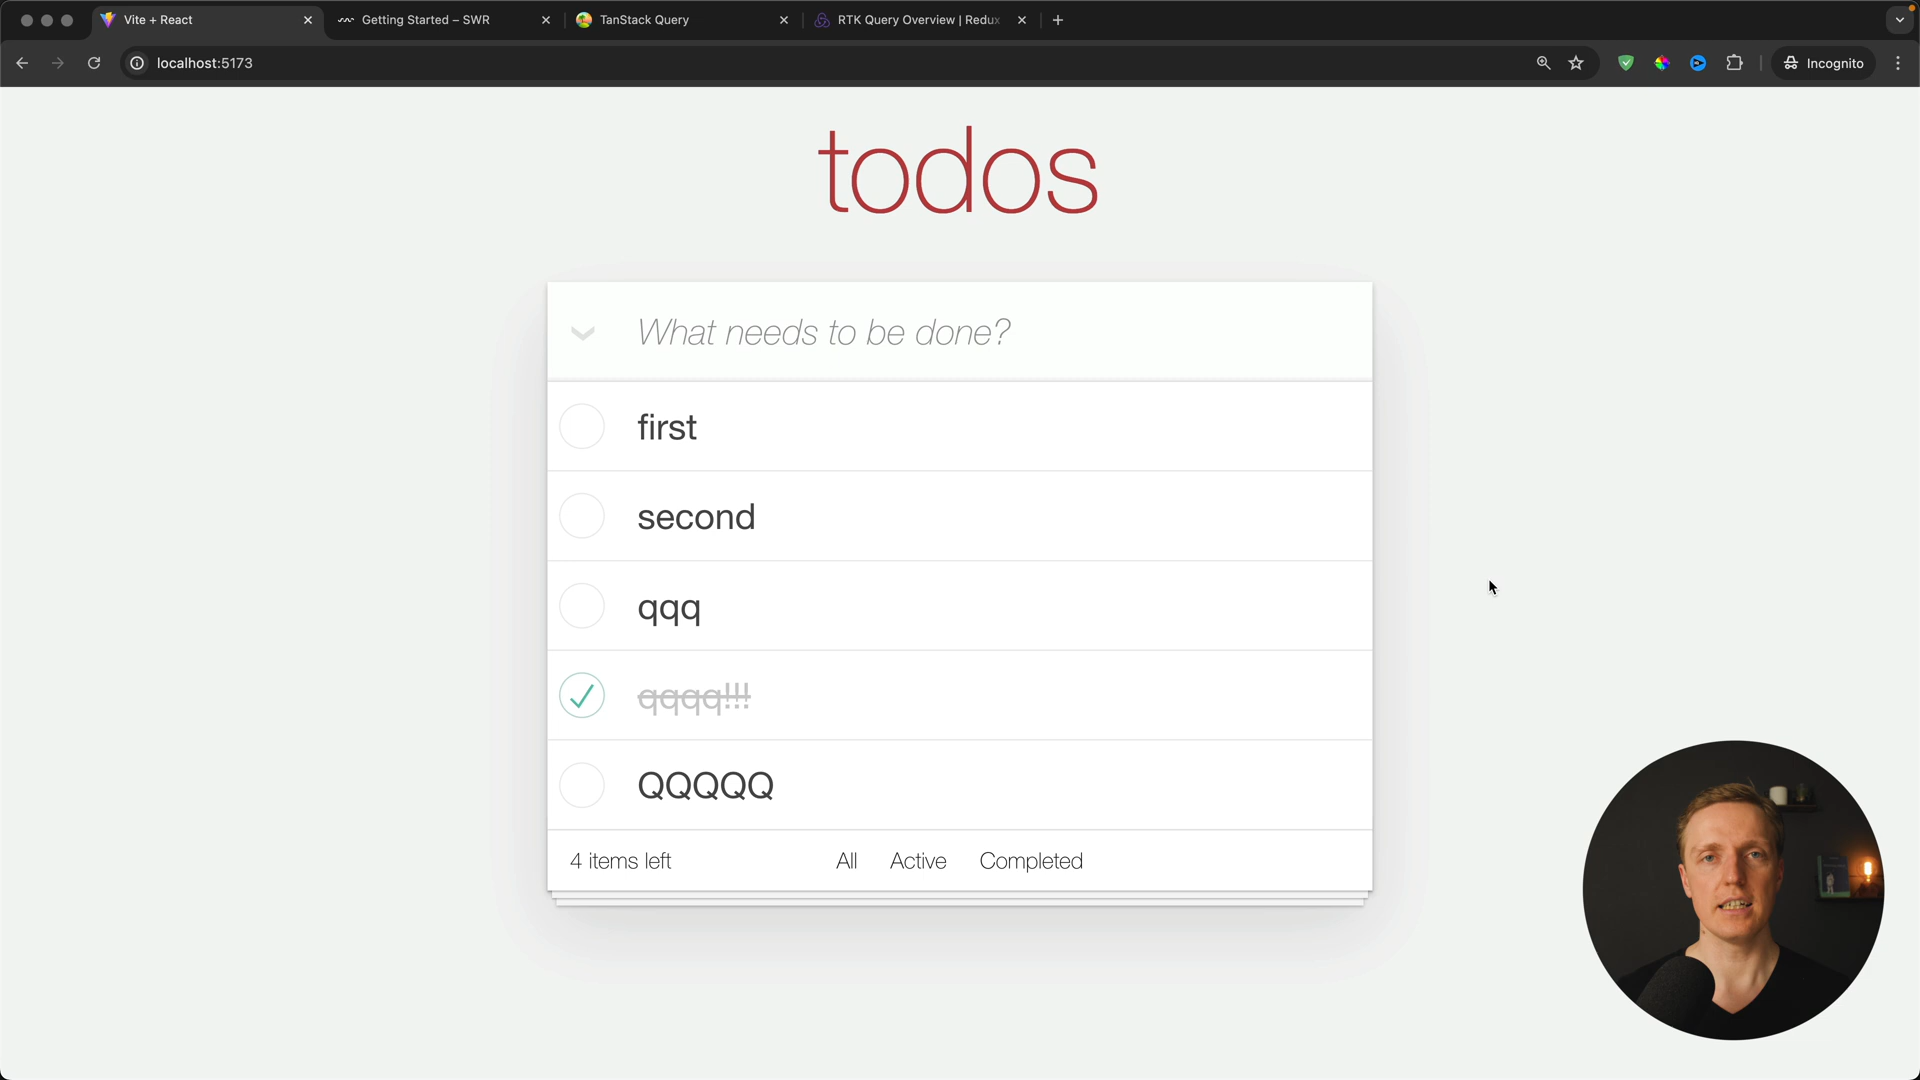 Vite + React
Getting Started – SWR
TanStack Query
RTK Query Overview | Redux
localhost:5173
Incognito
todos
What needs to be done?
first
second
qqq
qqqq!!!
QQQQQ
4 items left
All
Active
Completed